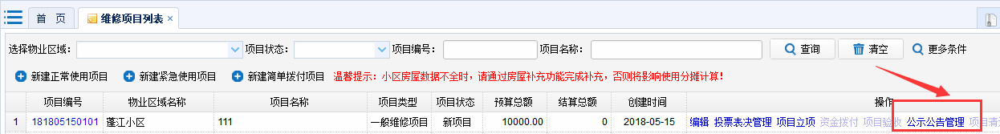 首 页 维修项目列表 ×
选择物业区域： 项目状态： 项目编号： 项目名称： 查询 清空 更多条件
新建正常使用项目 新建紧急使用项目 新建简单拨付项目 温馨提示：小区房屋数据不全时，请通过房屋补充功能完成补充，否则将影响使用分摊计算！
项目编号 物业区域名称 项目名称 项目类型 项目状态 预算总额 结算总额 创建时间 操作
1 181805150101 蓬江小区 111 一般维修项目 新项目 10000.00 0 2018-05-15 编辑 投票表决管理 项目立项 资金拨付 项目验收 公示公告管理 项目清